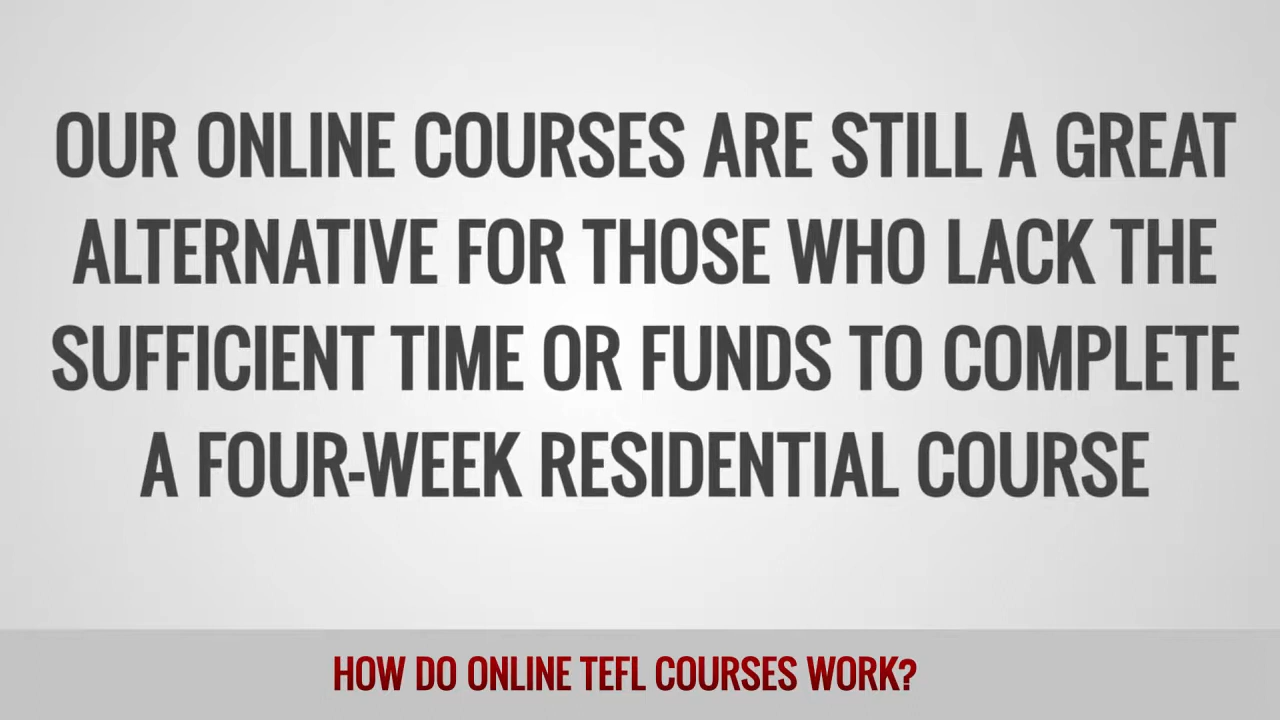 OUR ONLINE COURSES ARE STILL A GREAT
ALTERNATIVE FOR THOSE WHO LACK THE
SUFFICIENT TIME OR FUNDS TO COMPLETE
A FOUR-WEEK RESIDENTIAL COURSE
HOW DO ONLINE TEFL COURSES WORK?